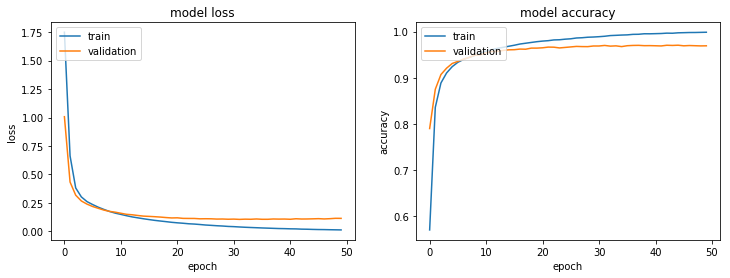 model loss
train
validation
1.75
1.50
1.25
1.00
0.75
0.50
0.25
0.00
loss
0 10 20 30 40 50
epoch
model accuracy
train
validation
1.0
0.9
0.8
0.7
0.6
accuracy
0 10 20 30 40 50
epoch